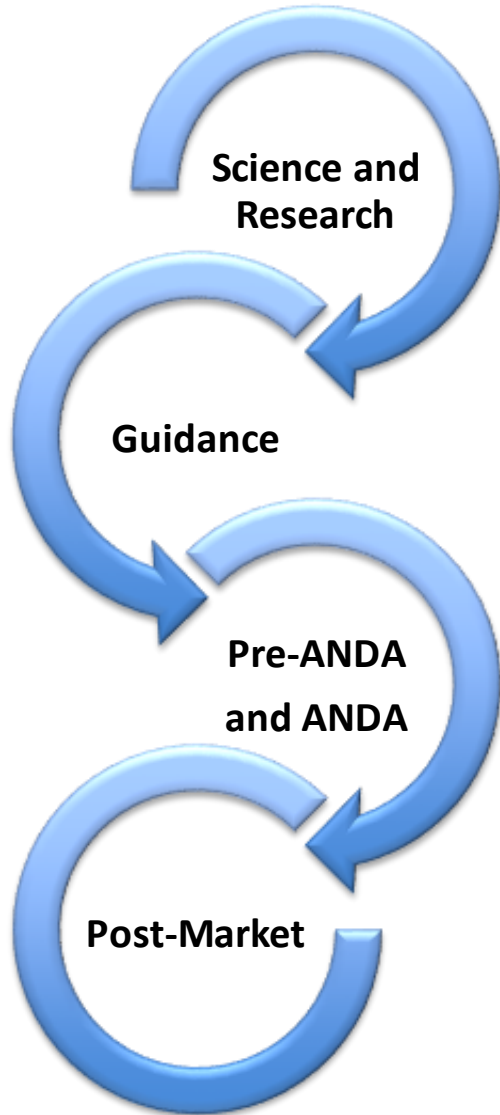 Science and
Research
Guidance
Pre-ANDA
and ANDA
Post-Market